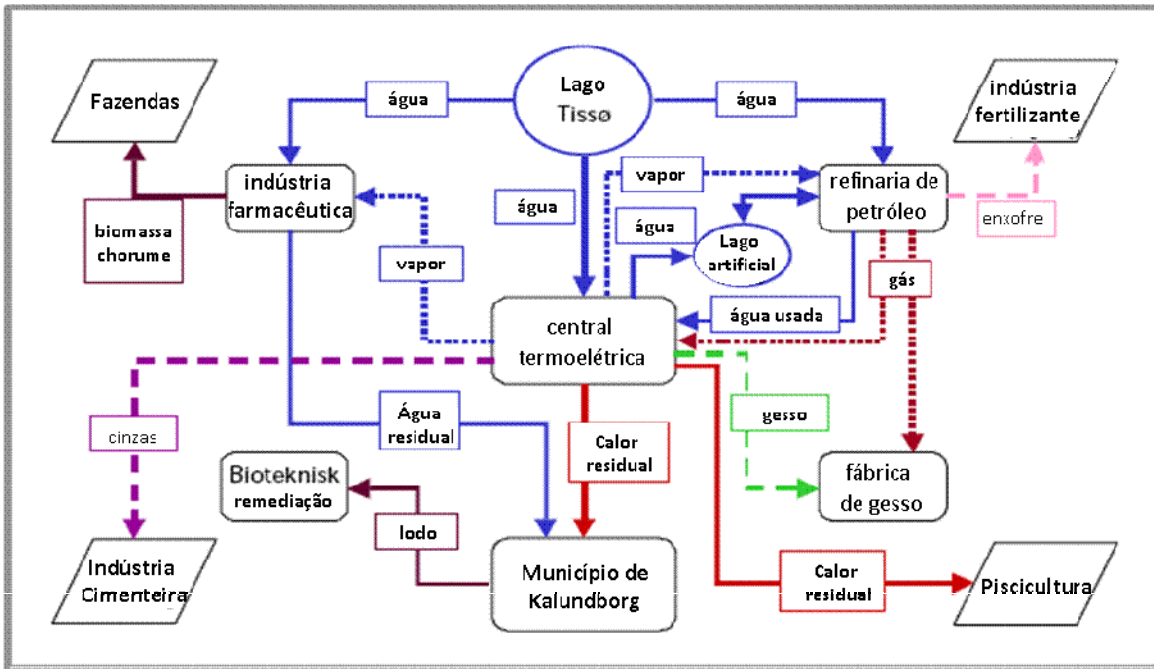 Lago
Tissø
Fazendas
água
água
indústria
fertilizante
indústria
farmacêutica
vapor
refinaria de
petróleo
água
enxofre
biomassa
chorume
água
Lago
artificial
vapor
gás
central
termoelétrica
água usada
cinzas
Água
residual
Calor
residual
gesso
Bioteknisk
remediação
fábrica
de gesso
lodo
Indústria
Cimenteira
Município de
Kalundborg
Calor
residual
Piscicultura